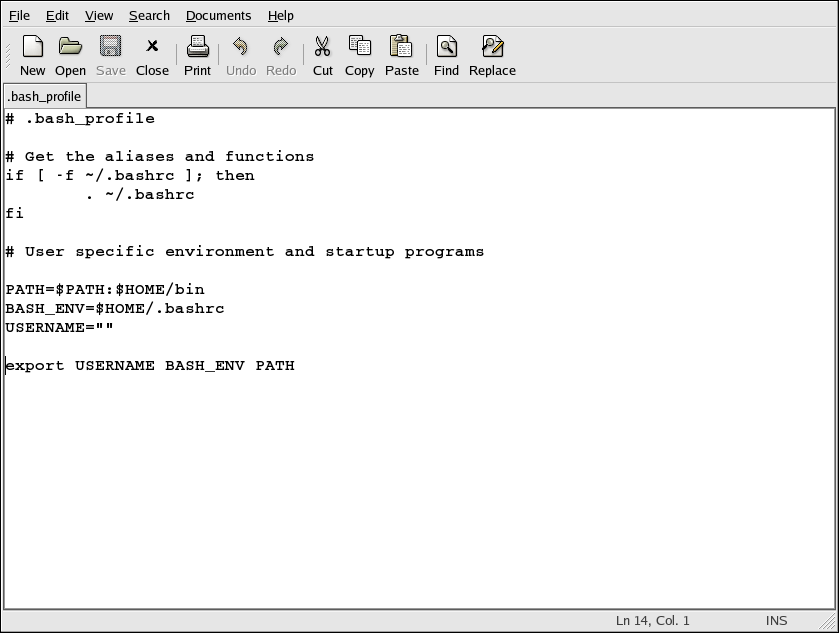 File Edit View Search Documents Help
New Open Save Close Print Undo Redo Cut Copy Paste Find Replace
.bash_profile
# .bash_profile
# Get the aliases and functions
if [ -f ~/.bashrc ]; then
        . ~/.bashrc
fi
# User specific environment and startup programs
PATH=$PATH:$HOME/bin
BASH_ENV=$HOME/.bashrc
USERNAME=""
export USERNAME BASH_ENV PATH
Ln 14, Col. 1 INS